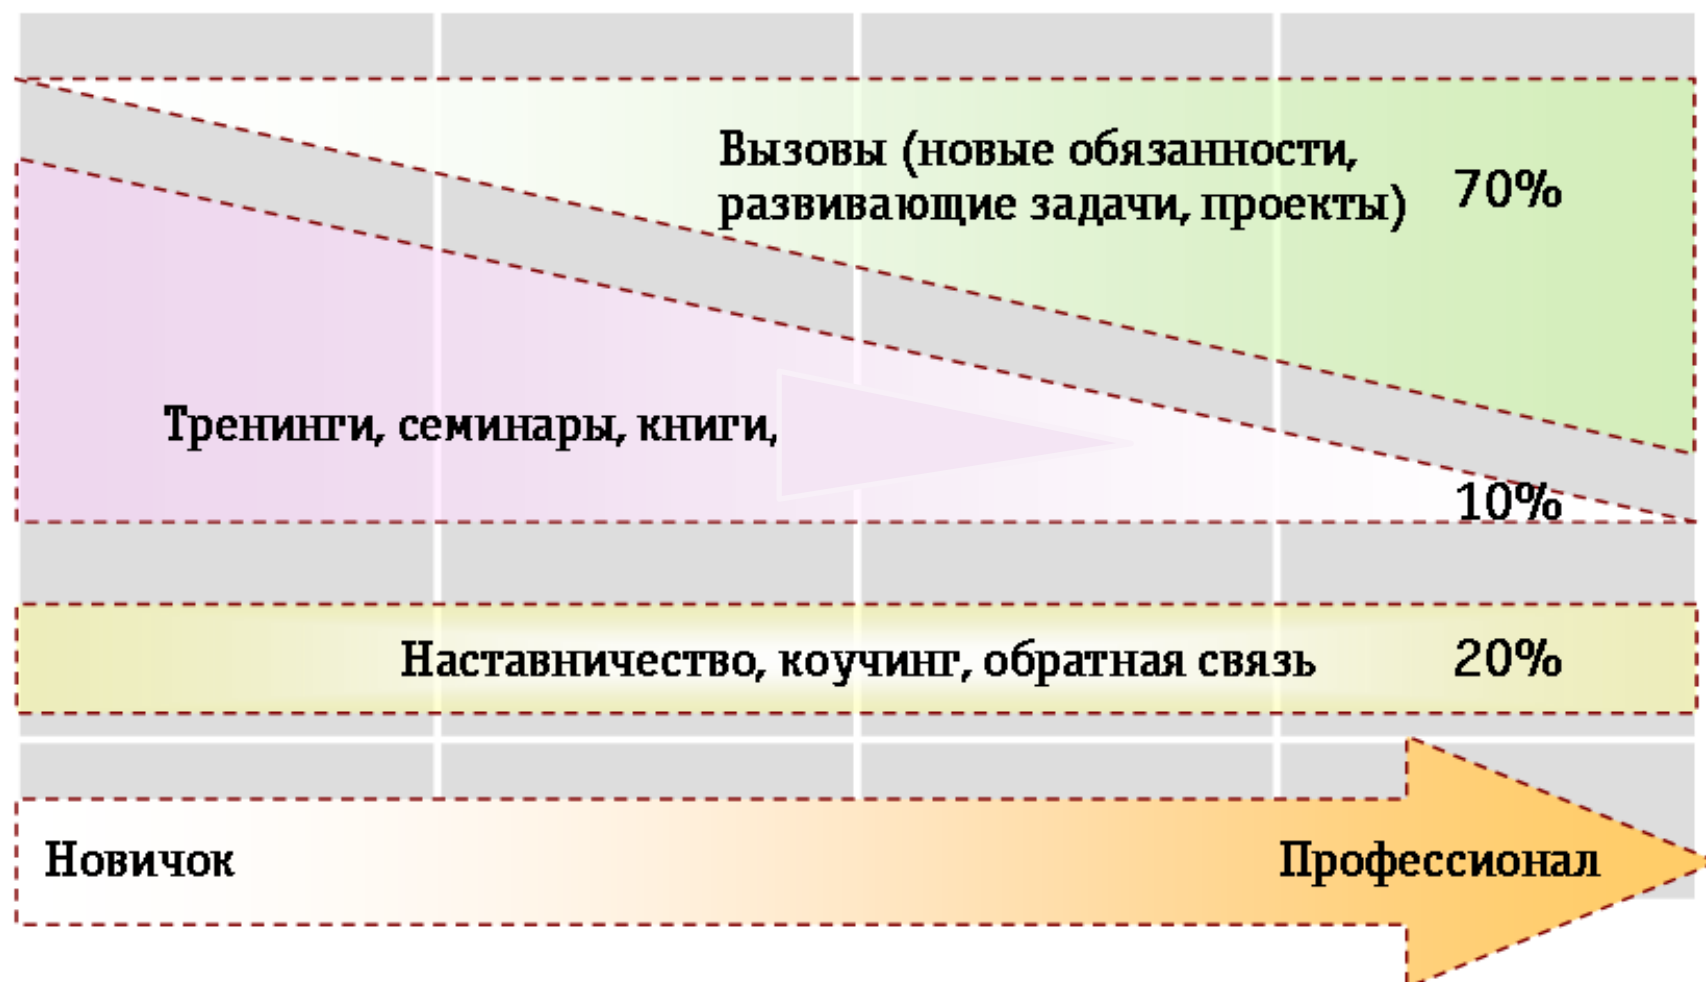 Вызовы (новые обязанности,
развивающие задачи, проекты)
70%
Тренинги, семинары, книги,
10%
Наставничество, коучинг, обратная связь
20%
Новичок
Профессионал